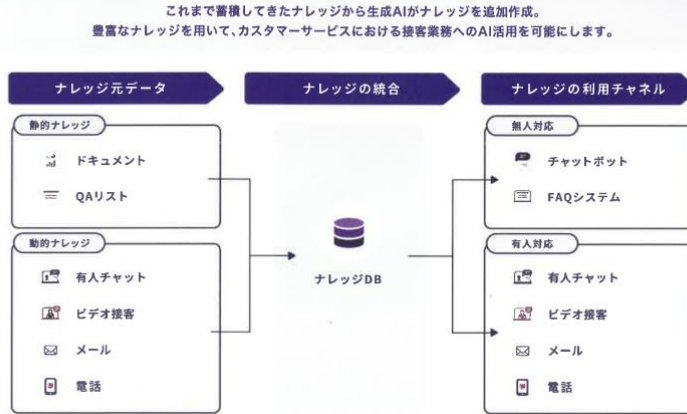 これまで蓄積してきたナレッジから生成AIがナレッジを追加作成。
豊富なナレッジを用いて、カスタマーサービスにおける接客業務へのAI活用を可能にします。
ナレッジ元データ
静的ナレッジ
ドキュメント
QAリスト
動的ナレッジ
有人チャット
ビデオ接客
メール
電話
ナレッジの統合
ナレッジDB
ナレッジの利用チャネル
無人対応
チャットボット
FAQシステム
有人対応
有人チャット
ビデオ接客
メール
電話